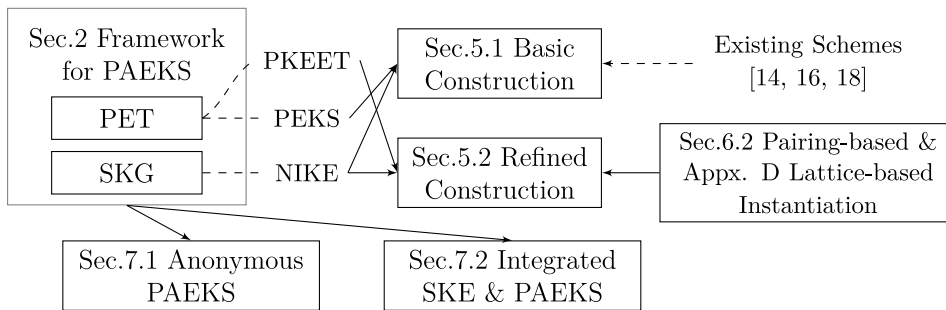 Sec.2 Framework
for PAEKS
PET
SKG
PKEET
PEKS
NIKE
Sec.5.1 Basic
Construction
Sec.5.2 Refined
Construction
Existing Schemes
[14, 16, 18]
Sec.6.2 Pairing-based &
Appx. D Lattice-based
Instantiation
Sec.7.1 Anonymous
PAEKS
Sec.7.2 Integrated
SKE & PAEKS